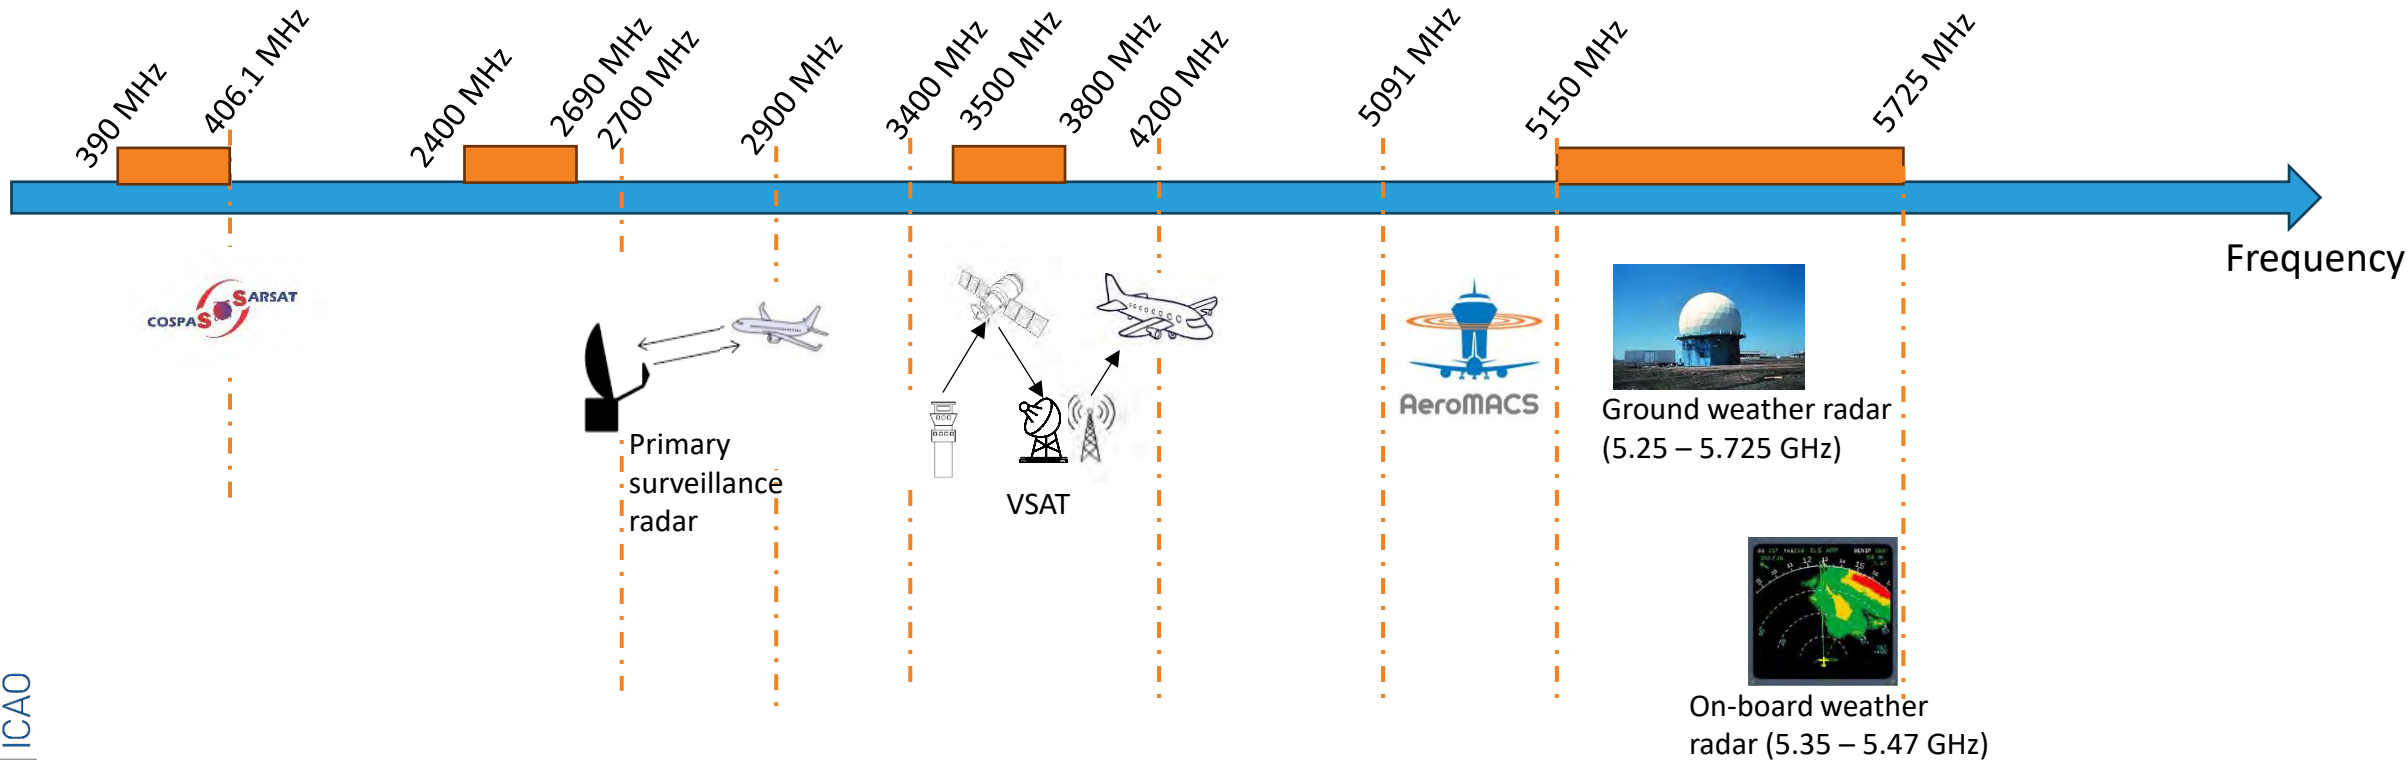 390 MHz
406.1 MHz
2400 MHz
2690 MHz
2700 MHz
2900 MHz
3400 MHz
3500 MHz
3800 MHz
4200 MHz
5091 MHz
5150 MHz
5725 MHz
Frequency
COSPAS
SARSAT
Primary
surveillance
radar
VSAT
AeroMACS
Ground weather radar
(5.25 – 5.725 GHz)
On-board weather
radar (5.35 – 5.47 GHz)
ICAO